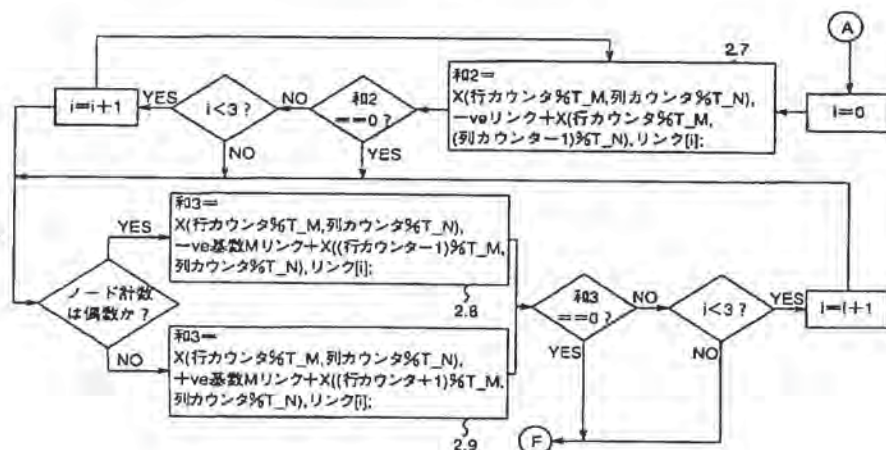 A
2.7
和2=
X(行カウンタ%T_M,列カウンタ%T_N),
ーveリンク+X(行カウンタ%T_M,
(列カウンター1)%T_N),リンク[i];
i=0
和2
==0?
NO
YES
i<3?
YES
NO
i=i+1
ノード計数
は偶数か?
YES
NO
和3=
X(行カウンタ%T_M,列カウンタ%T_N),
ーve基数Mリンク+X((行カウンター1)%T_M,
列カウンタ%T_N),リンク[i];
2.8
和3=
X(行カウンタ%T_M,列カウンタ%T_N),
+ve基数Mリンク+X((行カウンタ+1)%T_M,
列カウンタ%T_N),リンク[i];
2.9
和3
==0?
NO
YES
i<3?
YES
NO
i=i+1
F